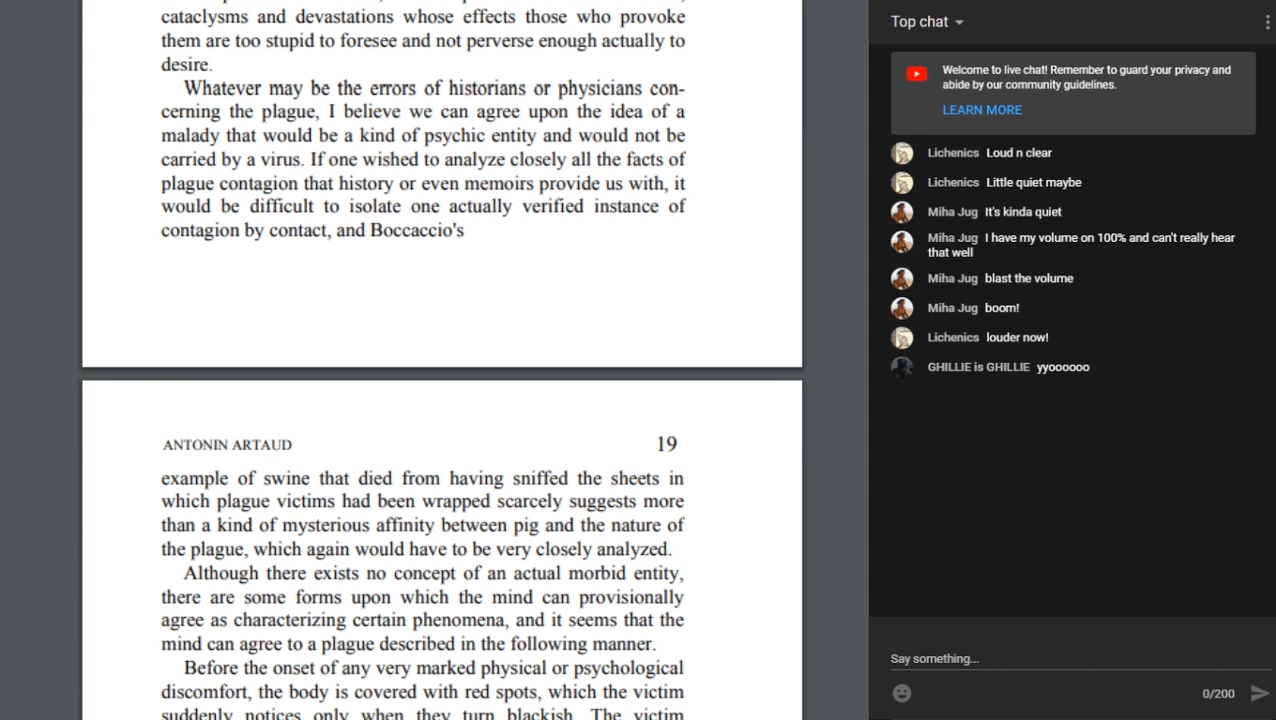 cataclysms and devastations whose effects those who provoke
them are too stupid to foresee and not perverse enough actually to
desire.
Whatever may be the errors of historians or physicians con-
cerning the plague, I believe we can agree upon the idea of a
malady that would be a kind of psychic entity and would not be
carried by a virus. If one wished to analyze closely all the facts of
plague contagion that history or even memoirs provide us with, it
would be difficult to isolate one actually verified instance of
contagion by contact, and Boccaccio's
ANTONIN ARTAUD 19
example of swine that died from having sniffed the sheets in
which plague victims had been wrapped scarcely suggests more
than a kind of mysterious affinity between pig and the nature of
the plague, which again would have to be very closely analyzed.
Although there exists no concept of an actual morbid entity,
there are some forms upon which the mind can provisionally
agree as characterizing certain phenomena, and it seems that the
mind can agree to a plague described in the following manner.
Before the onset of any very marked physical or psychological
discomfort, the body is covered with red spots, which the victim
suddenly notices only when they turn blackish. The victim
Top chat
Welcome to live chat! Remember to guard your privacy and
abide by our community guidelines.
LEARN MORE
Lichenics Loud n clear
Lichenics Little quiet maybe
Miha Jug It's kinda quiet
Miha Jug I have my volume on 100% and can't really hear
that well
Miha Jug blast the volume
Miha Jug boom!
Lichenics louder now!
GHILLIE is GHILLIE yyoooooo
Say something...
0/200